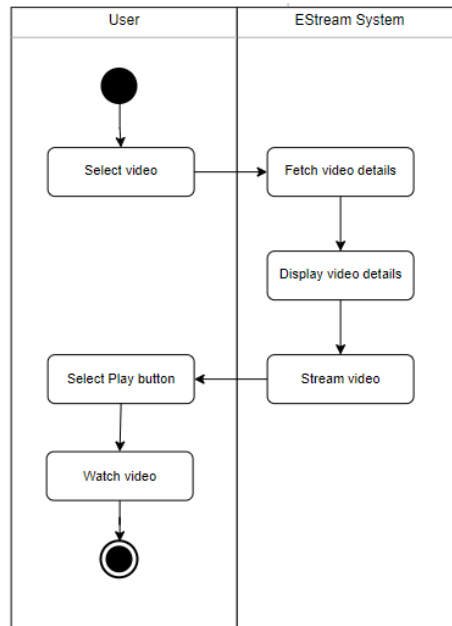 User
EStream System
Select video
Fetch video details
Display video details
Select Play button
Stream video
Watch video